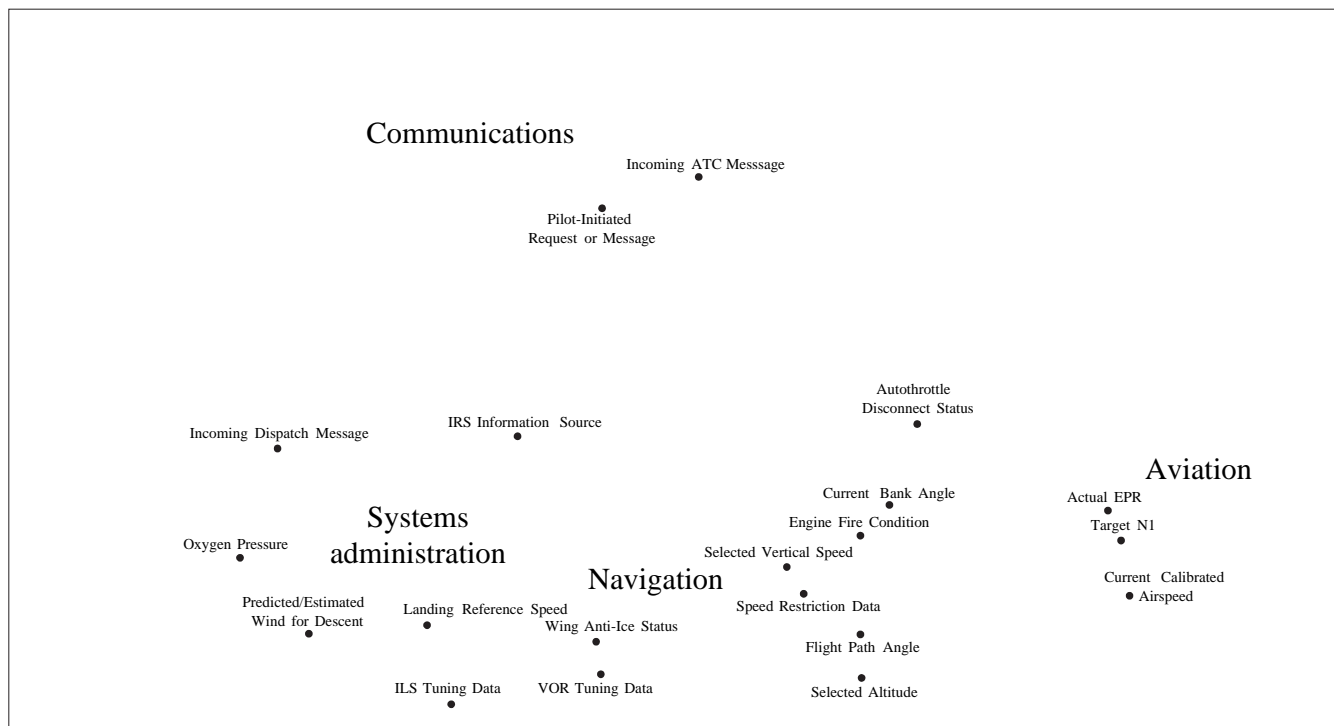 Communications
Incoming ATC Messsage
Pilot-Initiated
Request or Message
Autothrottle
Disconnect Status
IRS Information Source
Incoming Dispatch Message
Aviation
Current Bank Angle
Actual EPR
Systems
administration
Engine Fire Condition
Target N1
Oxygen Pressure
Selected Vertical Speed
Navigation
Current Calibrated
Airspeed
Predicted/Estimated
Wind for Descent
Landing Reference Speed
Speed Restriction Data
Wing Anti-Ice Status
Flight Path Angle
ILS Tuning Data
VOR Tuning Data
Selected Altitude